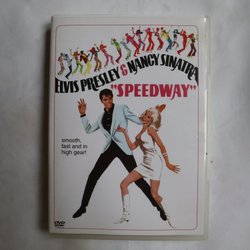 ELVIS PRESLEY & NANCY SINATRA
"SPEEDWAY"
smooth,
fast and in
high gear!
DVD